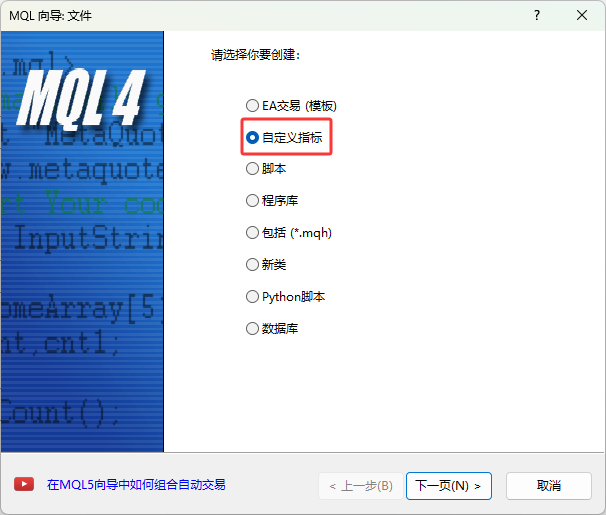 MQL 向导: 文件
?
请选择你要创建:
MQL 4
EA交易 (模板)
自定义指标
脚本
程序库
包括 (*.mqh)
新类
Python脚本
数据库
.mql>
MetaQuot
w.metaquote
rt Your cod
InputStrin
omeArray[5
nt,cnt1;
Count();
在MQL5向导中如何组合自动交易
< 上一步(B)
下一页(N) >
取消